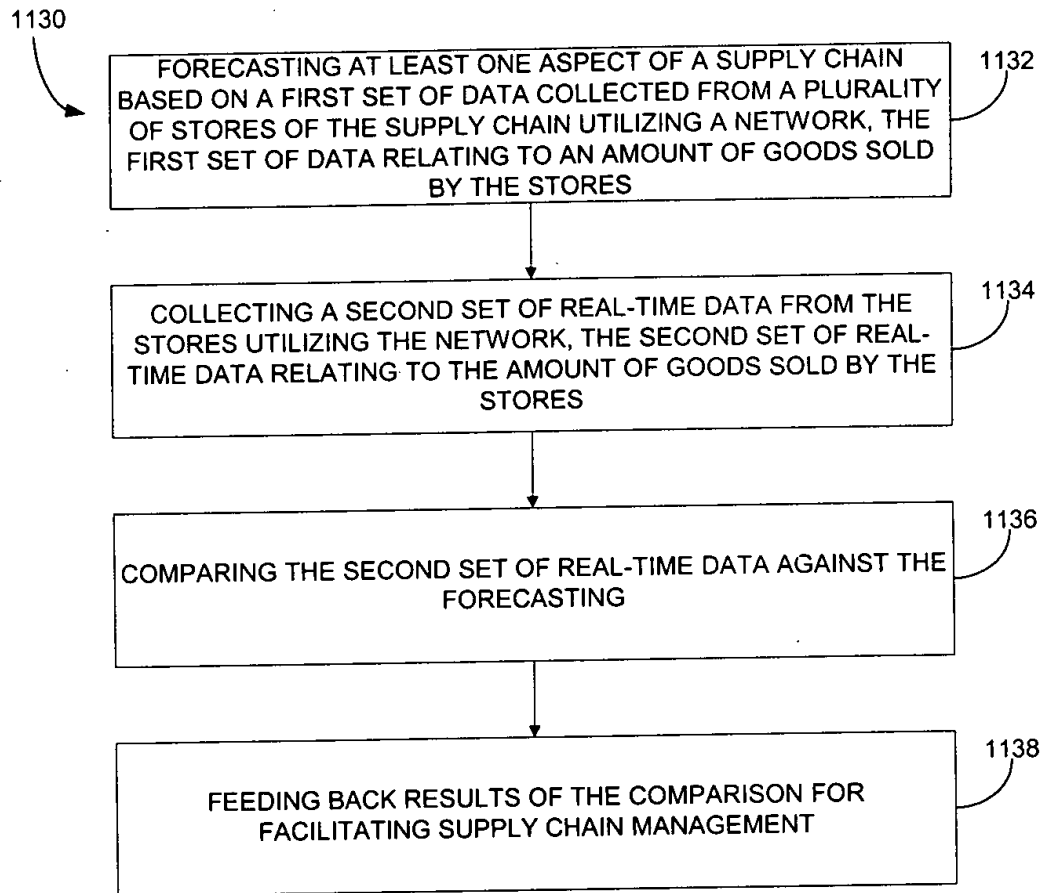 1130
FORECASTING AT LEAST ONE ASPECT OF A SUPPLY CHAIN
BASED ON A FIRST SET OF DATA COLLECTED FROM A PLURALITY
OF STORES OF THE SUPPLY CHAIN UTILIZING A NETWORK, THE
FIRST SET OF DATA RELATING TO AN AMOUNT OF GOODS SOLD
BY THE STORES
1132
COLLECTING A SECOND SET OF REAL-TIME DATA FROM THE
STORES UTILIZING THE NETWORK, THE SECOND SET OF REAL-
TIME DATA RELATING TO THE AMOUNT OF GOODS SOLD BY THE
STORES
1134
COMPARING THE SECOND SET OF REAL-TIME DATA AGAINST THE
FORECASTING
1136
FEEDING BACK RESULTS OF THE COMPARISON FOR
FACILITATING SUPPLY CHAIN MANAGEMENT
1138